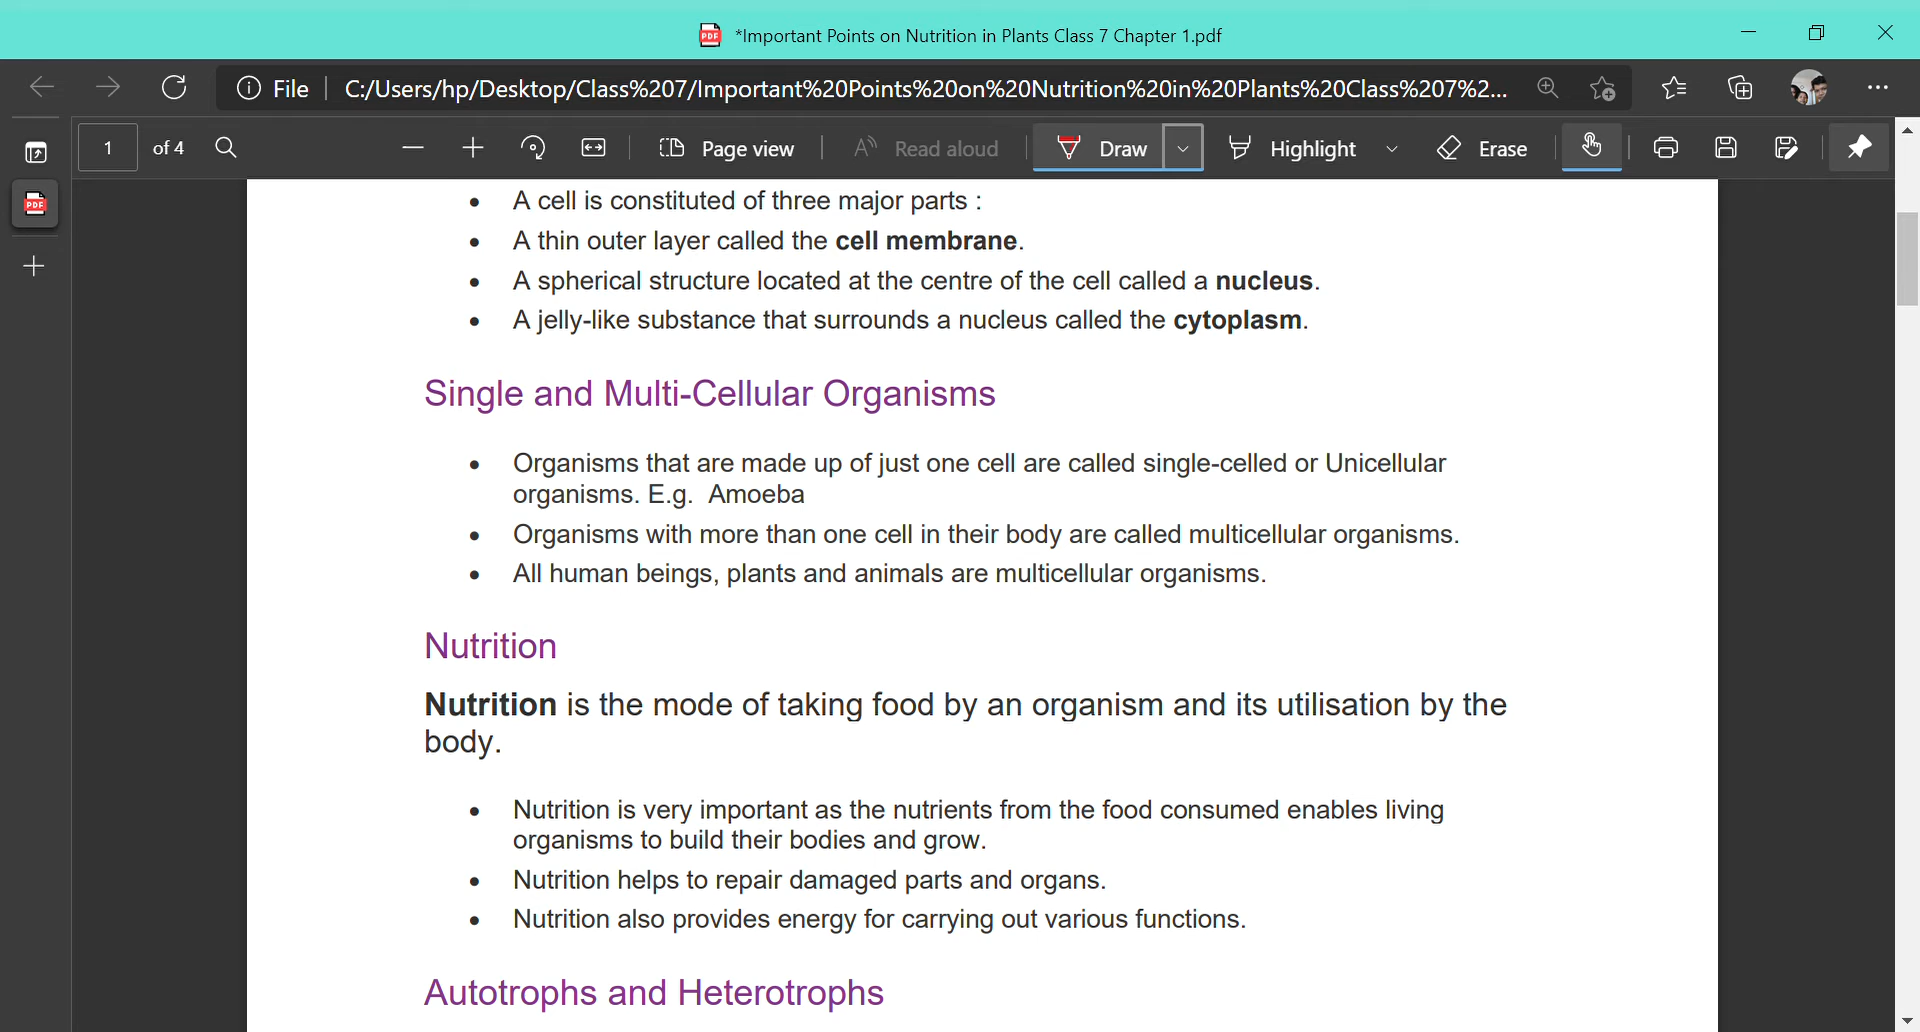 *Important Points on Nutrition in Plants Class 7 Chapter 1.pdf
File
C:/Users/hp/Desktop/Class%207/Important%20Points%20on%20Nutrition%20in%20Plants%20Class%207%2...
1 of 4
Page view
Read aloud
Draw
Highlight
Erase
PDF
• A cell is constituted of three major parts :
• A thin outer layer called the cell membrane.
• A spherical structure located at the centre of the cell called a nucleus.
• A jelly-like substance that surrounds a nucleus called the cytoplasm.
Single and Multi-Cellular Organisms
• Organisms that are made up of just one cell are called single-celled or Unicellular
organisms. E.g.  Amoeba
• Organisms with more than one cell in their body are called multicellular organisms.
• All human beings, plants and animals are multicellular organisms.
Nutrition
Nutrition is the mode of taking food by an organism and its utilisation by the
body.
• Nutrition is very important as the nutrients from the food consumed enables living
organisms to build their bodies and grow.
• Nutrition helps to repair damaged parts and organs.
• Nutrition also provides energy for carrying out various functions.
Autotrophs and Heterotrophs